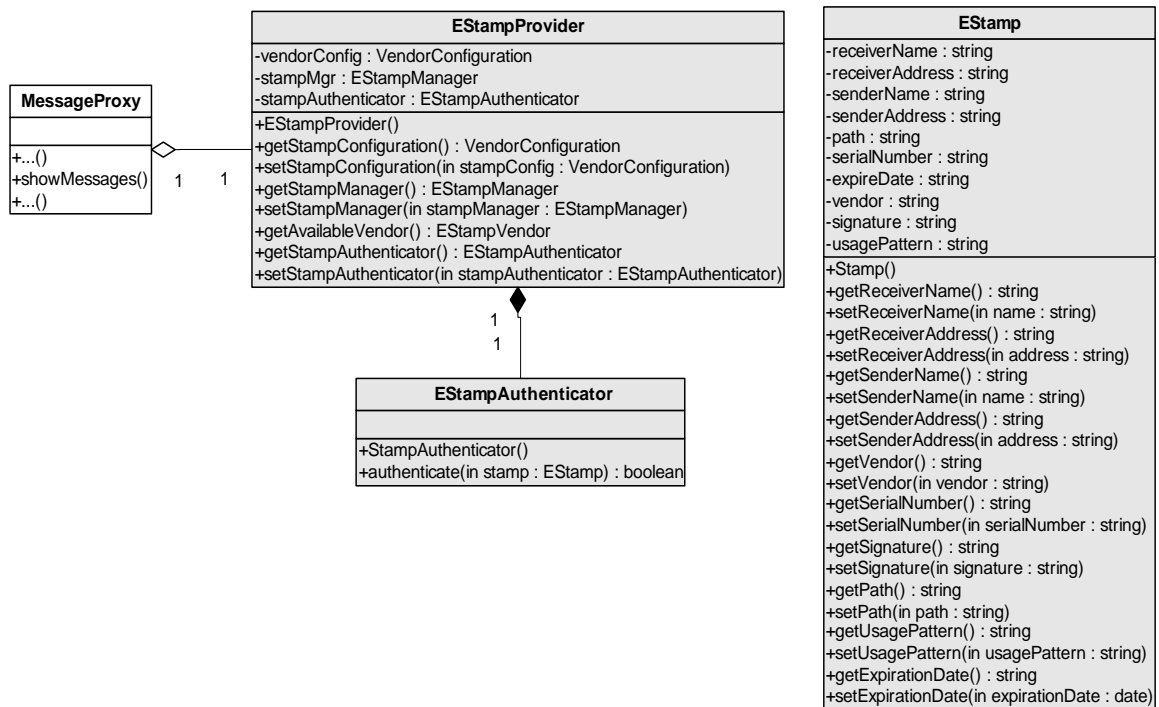 MessageProxy
+...()
+showMessages()
+...()
1
1
EStampProvider
-vendorConfig : VendorConfiguration
-stampMgr : EStampManager
-stampAuthenticator : EStampAuthenticator
+EStampProvider()
+getStampConfiguration() : VendorConfiguration
+setStampConfiguration(in stampConfig : VendorConfiguration)
+getStampManager() : EStampManager
+setStampManager(in stampManager : EStampManager)
+getAvailableVendor() : EStampVendor
+getStampAuthenticator() : EStampAuthenticator
+setStampAuthenticator(in stampAuthenticator : EStampAuthenticator)
1
1
EStampAuthenticator
+StampAuthenticator()
+authenticate(in stamp : EStamp) : boolean
EStamp
-receiverName : string
-receiverAddress : string
-senderName : string
-senderAddress : string
-path : string
-serialNumber : string
-expireDate : string
-vendor : string
-signature : string
-usagePattern : string
+Stamp()
+getReceiverName() : string
+setReceiverName(in name : string)
+getReceiverAddress() : string
+setReceiverAddress(in address : string)
+getSenderName() : string
+setSenderName(in name : string)
+getSenderAddress() : string
+setSenderAddress(in address : string)
+getVendor() : string
+setVendor(in vendor : string)
+getSerialNumber() : string
+setSerialNumber(in serialNumber : string)
+getSignature() : string
+setSignature(in signature : string)
+getPath() : string
+setPath(in path : string)
+getUsagePattern() : string
+setUsagePattern(in usagePattern : string)
+getExpirationDate() : string
+setExpirationDate(in expirationDate : date)